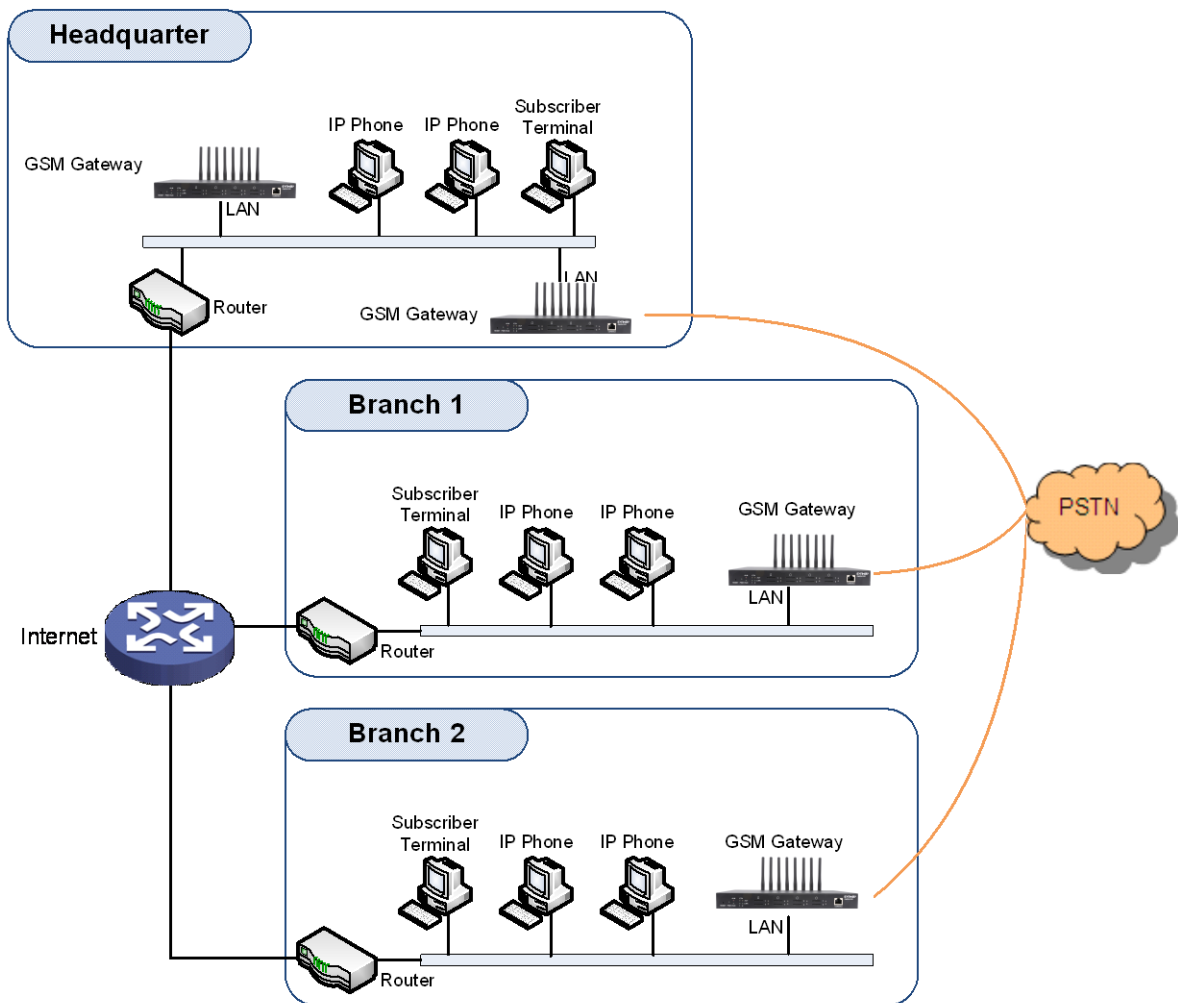 Headquarter
IP Phone
IP Phone
Subscriber
Terminal
GSM Gateway
LAN
LAN
Router
GSM Gateway
Branch 1
Subscriber
Terminal
IP Phone
IP Phone
GSM Gateway
PSTN
LAN
Internet
Router
Branch 2
Subscriber
Terminal
IP Phone
IP Phone
GSM Gateway
LAN
Router